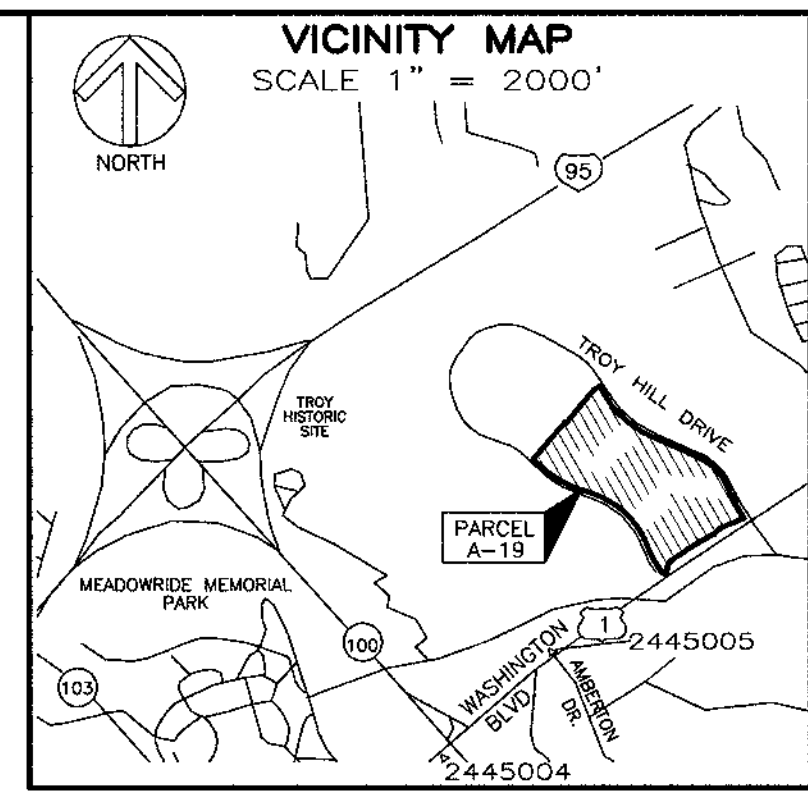 VICINITY MAP
SCALE 1" = 2000'
NORTH
95
TROY HILL DRIVE
TROY
HISTORIC
SITE
PARCEL
A-19
MEADOWRIDE MEMORIAL
PARK
1
2445005
100
WASHINGTON
BLVD
AMBERTON
DR.
103
2445004